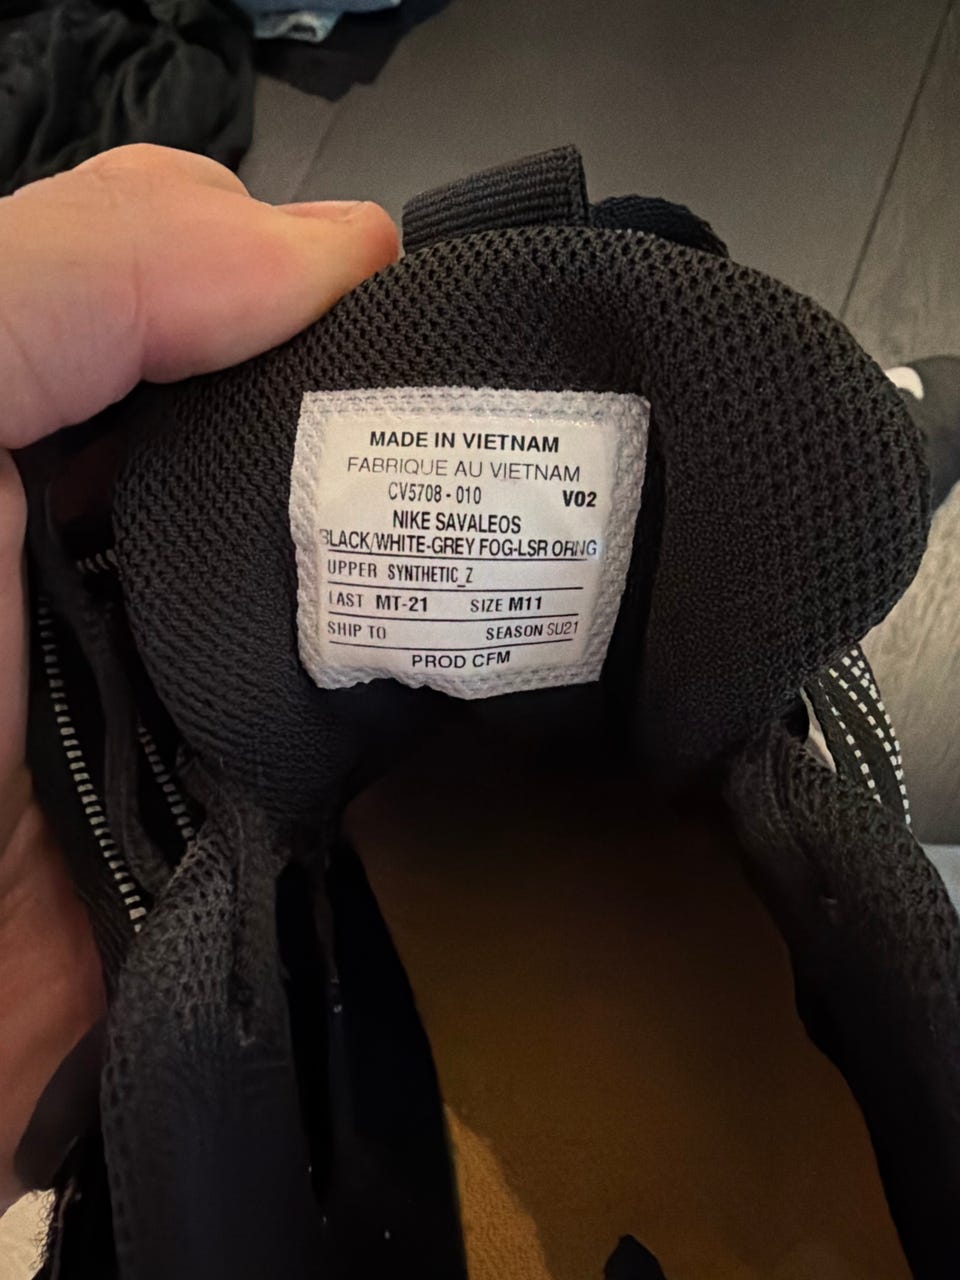 MADE IN VIETNAM
FABRIQUE AU VIETNAM
CV5708-010 V02
NIKE SAVALEOS
BLACK/WHITE-GREY FOG-LSR ORNG
UPPER SYNTHETIC_Z
LAST MT-21 SIZE M11
SHIP TO SEASON SU21
PROD CFM